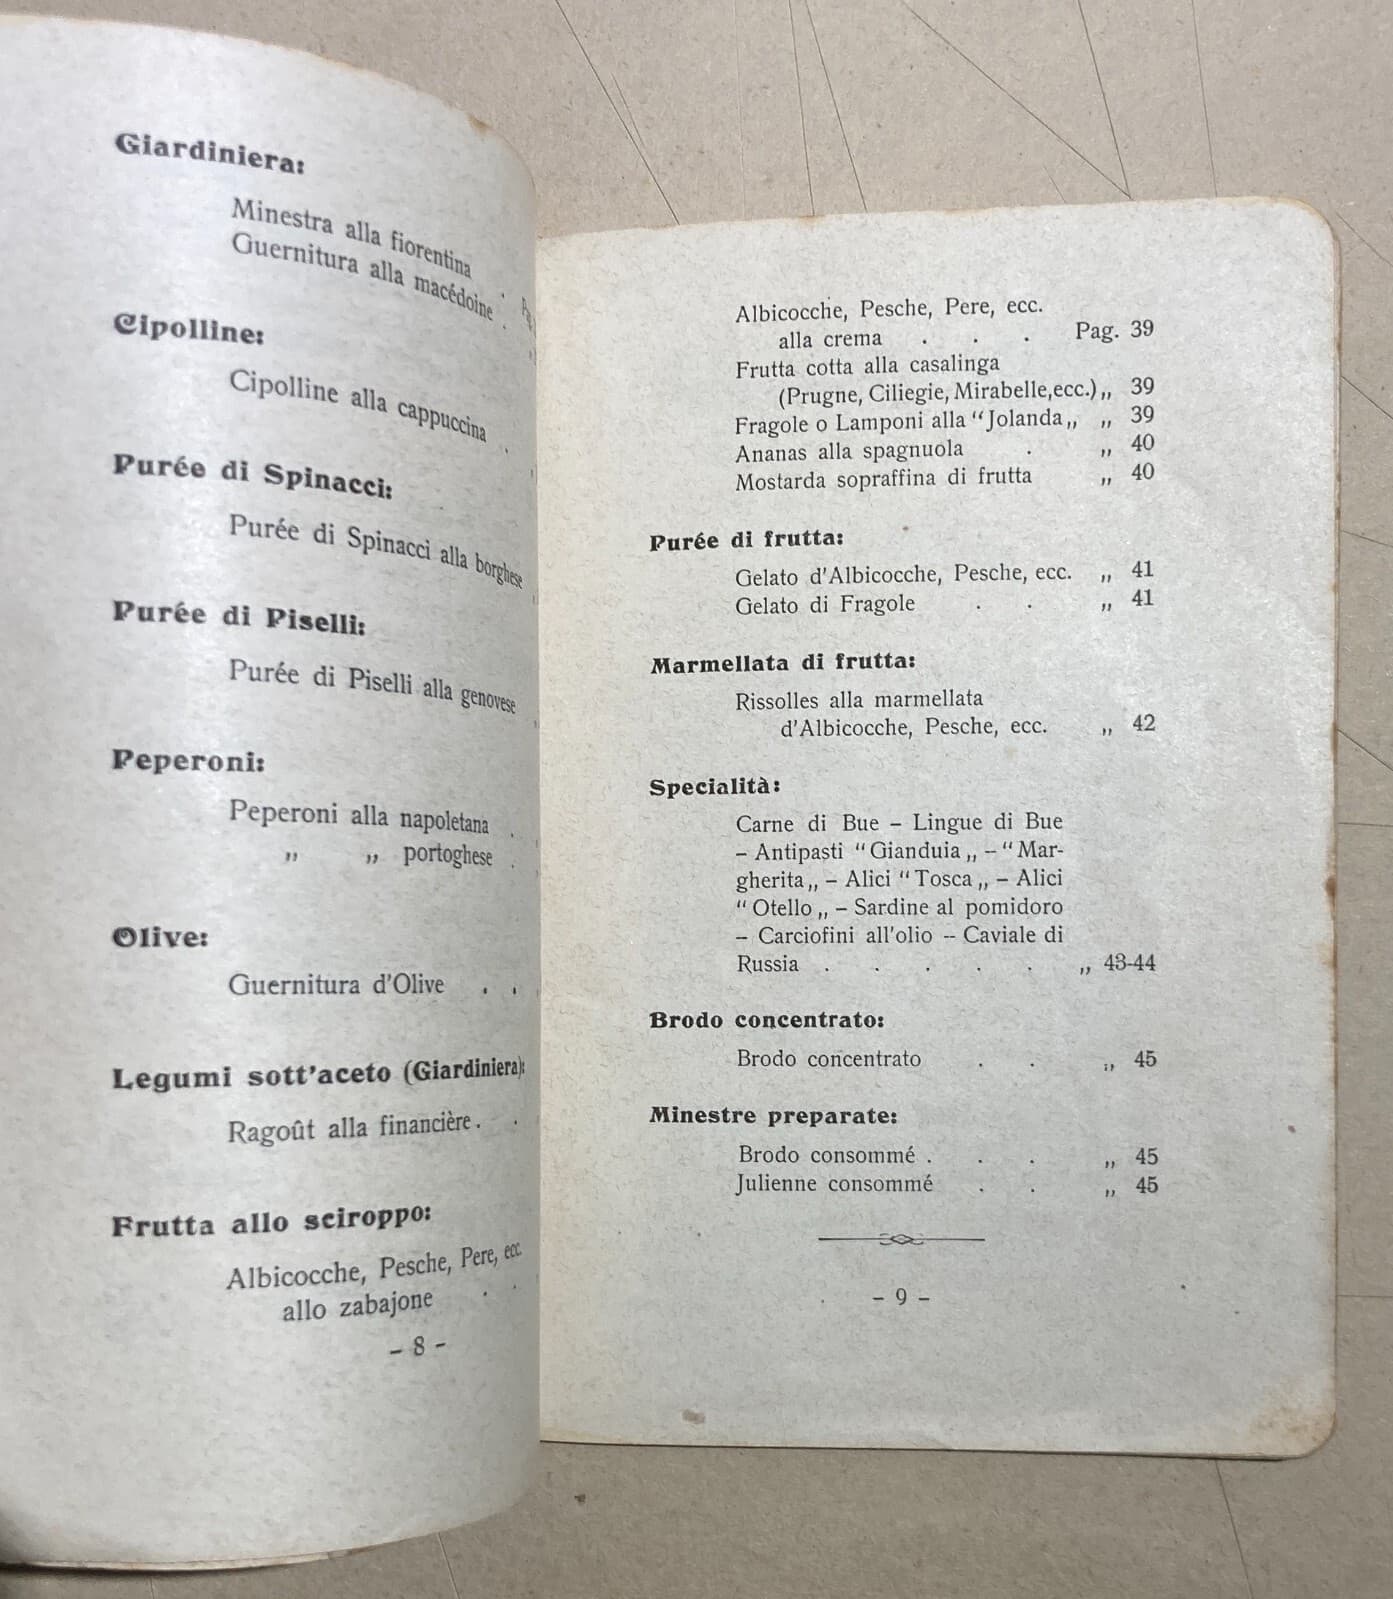 Giardiniera:
Minestra alla fiorentina .
Guernitura alla macédoine .
Cipolline:
Cipolline alla cappuccina .
Purée di Spinacci:
Purée di Spinacci alla borghese
Purée di Piselli:
Purée di Piselli alla genovese
Peperoni:
Peperoni alla napoletana .
„ „ portoghese .
Olive:
Guernitura d'Olive . .
Legumi sott'aceto (Giardiniera):
Ragoût alla financière . .
Frutta allo sciroppo:
Albicocche, Pesche, Pere, ecc.
allo zabajone . .
– 8 –
Albicocche, Pesche, Pere, ecc.
alla crema . . . Pag. 39
Frutta cotta alla casalinga
(Prugne, Ciliegie, Mirabelle, ecc.) „ 39
Fragole o Lamponi alla “Jolanda„ „ 39
Ananas alla spagnuola . „ 40
Mostarda sopraffina di frutta „ 40
Purée di frutta:
Gelato d'Albicocche, Pesche, ecc. „ 41
Gelato di Fragole . . „ 41
Marmellata di frutta:
Rissolles alla marmellata
d'Albicocche, Pesche, ecc. „ 42
Specialità:
Carne di Bue – Lingue di Bue
– Antipasti “Gianduia„ – “Mar-
gherita„ – Alici “Tosca„ – Alici
“Otello„ – Sardine al pomidoro
– Carciofini all'olio – Caviale di
Russia . . . . . „ 43-44
Brodo concentrato:
Brodo concentrato . . „ 45
Minestre preparate:
Brodo consommé . . . „ 45
Julienne consommé . . „ 45
– 9 –